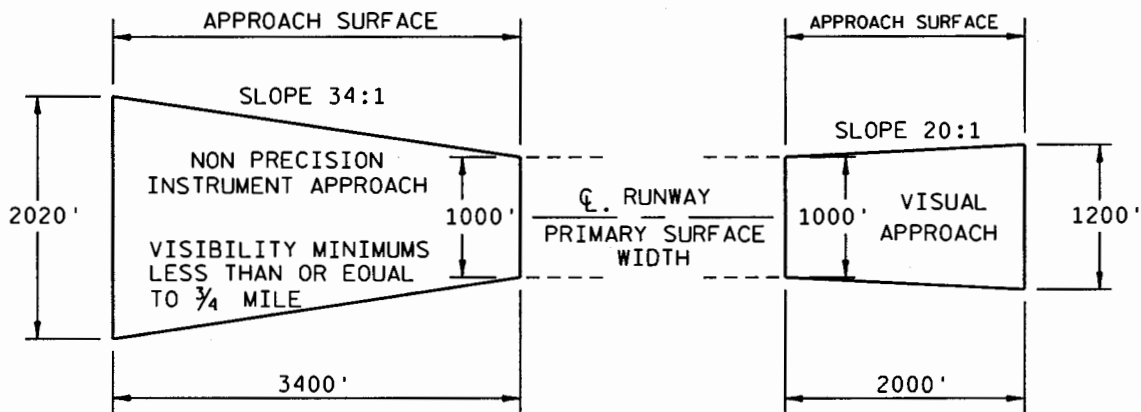 APPROACH SURFACE
APPROACH SURFACE
SLOPE 34:1
SLOPE 20:1
NON PRECISION
INSTRUMENT APPROACH
VISIBILITY MINIMUMS
LESS THAN OR EQUAL
TO ¾ MILE
2020'
1000'
℄. RUNWAY
PRIMARY SURFACE
WIDTH
1000'
VISUAL
APPROACH
1200'
3400'
2000'